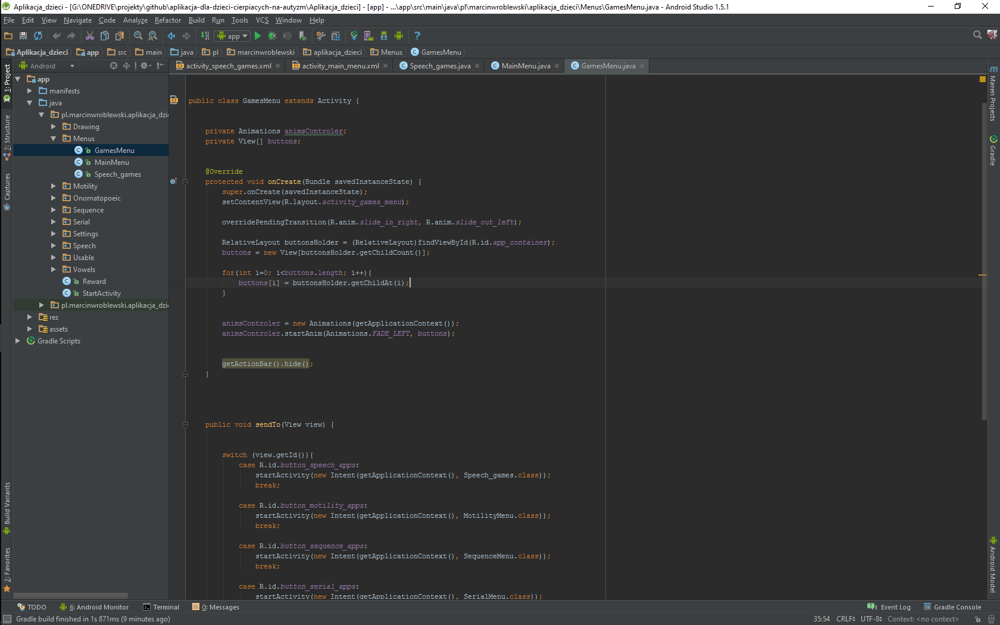 Aplikacja_dzieci - [G:\ONEDRIVE\projekty\github\aplikacja-dla-dzieci-cierpiacych-na-autyzm\Aplikacja_dzieci] - [app] - ...\app\src\main\java\pl\marcinwroblewski\aplikacja_dzieci\Menus\GamesMenu.java - Android Studio 1.5.1
File Edit View Navigate Code Analyze Refactor Build Run Tools VCS Window Help
app
Aplikacja_dzieci app src main java pl marcinwroblewski aplikacja_dzieci Menus GamesMenu
Android
activity_speech_games.xml activity_main_menu.xml Speech_games.java MainMenu.java GamesMenu.java
1: Project
7: Structure
Captures
Build Variants
2: Favorites
app
manifests
java
pl.marcinwroblewski.aplikacja_dzi
Drawing
Menus
GamesMenu
MainMenu
Speech_games
Motility
Onomatopoeic
Sequence
Serial
Settings
Speech
Usable
Vowels
Reward
StartActivity
pl.marcinwroblewski.aplikacja_dzi
res
assets
Gradle Scripts
public class GamesMenu extends Activity {
private Animations animsControler;
private View[] buttons;
@Override
protected void onCreate(Bundle savedInstanceState) {
super.onCreate(savedInstanceState);
setContentView(R.layout.activity_games_menu);
overridePendingTransition(R.anim.slide_in_right, R.anim.slide_out_left);
RelativeLayout buttonsHolder = (RelativeLayout)findViewById(R.id.app_container);
buttons = new View[buttonsHolder.getChildCount()];
for(int i=0; i<buttons.length; i++){
buttons[i] = buttonsHolder.getChildAt(i);
}
animsControler = new Animations(getApplicationContext());
animsControler.startAnim(Animations.FADE_LEFT, buttons);
getActionBar().hide();
}
public void sendTo(View view) {
switch (view.getId()){
case R.id.button_speech_apps:
startActivity(new Intent(getApplicationContext(), Speech_games.class));
break;
case R.id.button_motility_apps:
startActivity(new Intent(getApplicationContext(), MotilityMenu.class));
break;
case R.id.button_sequence_apps:
startActivity(new Intent(getApplicationContext(), SequenceMenu.class));
break;
case R.id.button_serial_apps:
startActivity(new Intent(getApplicationContext(), SerialMenu.class));
Maven Projects
Gradle
Android Model
TODO 6: Android Monitor Terminal 0: Messages 1 Event Log Gradle Console
Gradle build finished in 1s 871ms (9 minutes ago) 35:54 CRLF UTF-8 Context: <no context>